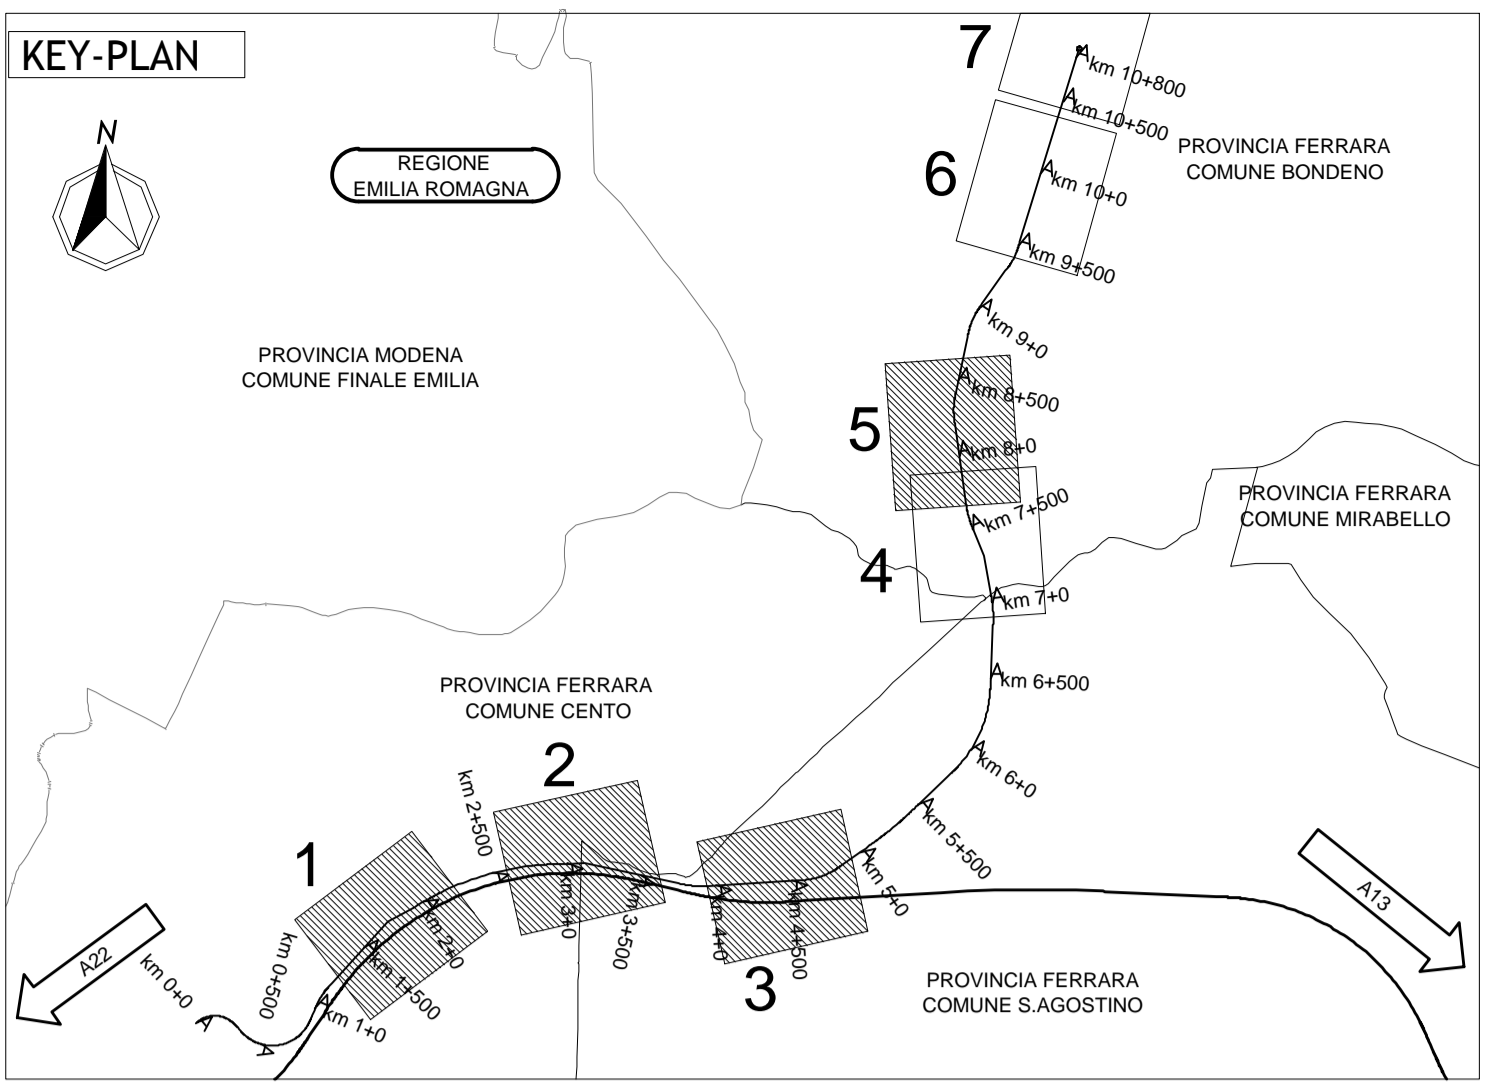 KEY-PLAN
N
REGIONE
EMILIA ROMAGNA
7
km 10+800
km 10+500
PROVINCIA FERRARA
COMUNE BONDENO
6
km 10+0
km 9+500
km 9+0
PROVINCIA MODENA
COMUNE FINALE EMILIA
5
km 8+500
km 8+0
km 7+500
PROVINCIA FERRARA
COMUNE MIRABELLO
4
km 7+0
km 6+500
PROVINCIA FERRARA
COMUNE CENTO
2
km 6+0
km 2+500
km 5+500
1
km 5+0
A13
km 2+0
km 3+0
km 3+500
km 4+0
km 4+500
A22
km 0+0
km 0+500
km 1+500
km 1+0
3
PROVINCIA FERRARA
COMUNE S.AGOSTINO